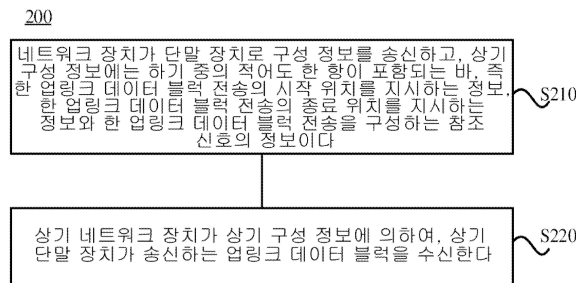 200
네트워크 장치가 단말 장치로 구성 정보를 송신하고, 상기
구성 정보에는 하기 중의 적어도 한 항이 포함되는 바, 즉
한 업링크 데이터 블럭 전송의 시작 위치를 지시하는 정보,
한 업링크 데이터 블럭 전송의 종료 위치를 지시하는
정보와 한 업링크 데이터 블럭 전송을 구성하는 참조
신호의 정보이다
S210
상기 네트워크 장치가 상기 구성 정보에 의하여, 상기
단말 장치가 송신하는 업링크 데이터 블럭을 수신한다
S220